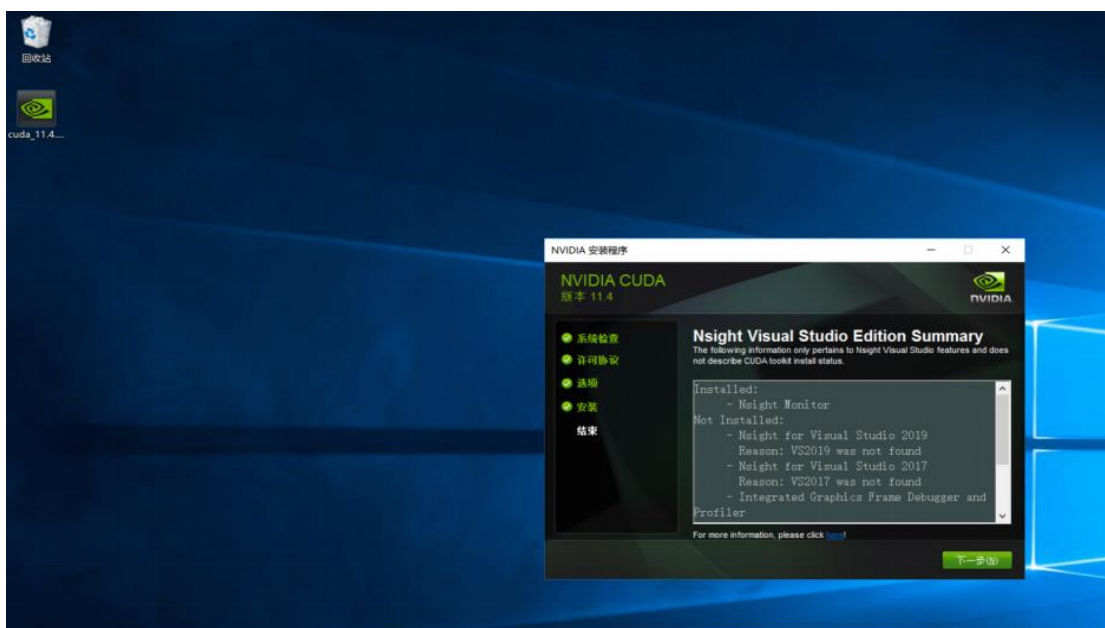 回收站
cuda_11.4....
NVIDIA 安装程序
NVIDIA CUDA
版本 11.4
NVIDIA
系统检查
许可协议
选项
安装
结束
Nsight Visual Studio Edition Summary
The following information only pertains to Nsight Visual Studio features and does
not describe CUDA toolkit install status.
Installed:
- Nsight Monitor
Not Installed:
- Nsight for Visual Studio 2019
Reason: VS2019 was not found
- Nsight for Visual Studio 2017
Reason: VS2017 was not found
- Integrated Graphics Frame Debugger and
Profiler
For more information, please click here!
下一步(N)